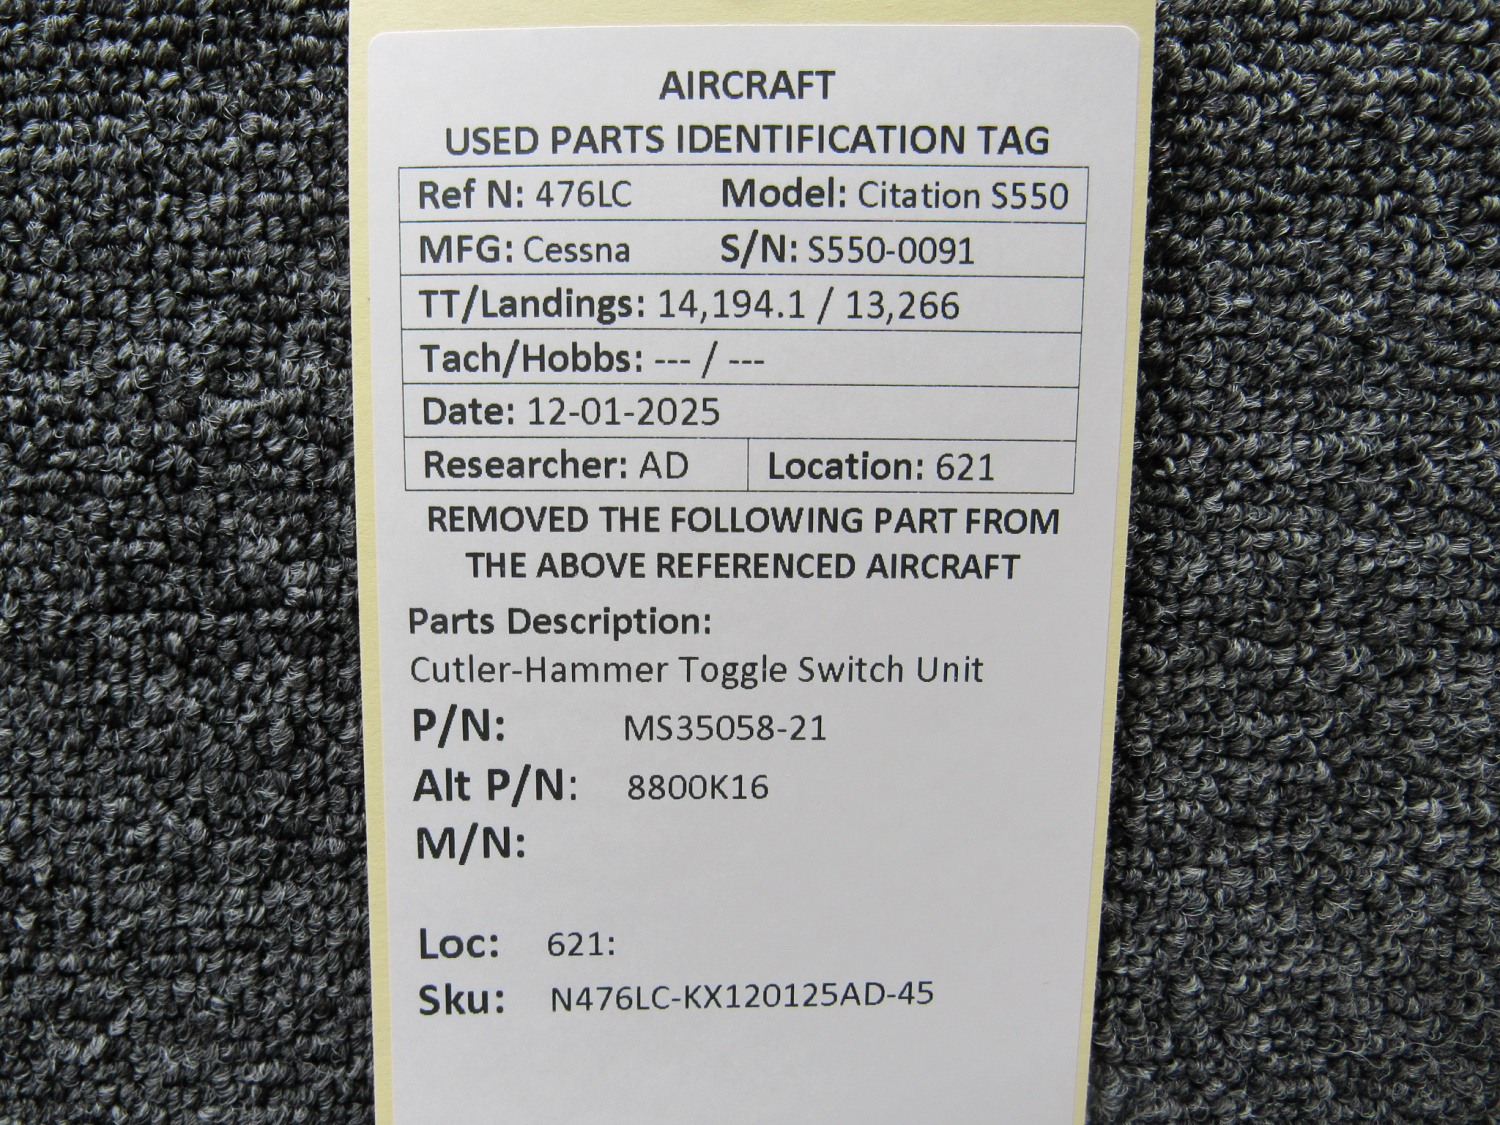 AIRCRAFT
USED PARTS IDENTIFICATION TAG
Ref N: 476LC Model: Citation S550
MFG: Cessna S/N: S550-0091
TT/Landings: 14,194.1 / 13,266
Tach/Hobbs: --- / ---
Date: 12-01-2025
Researcher: AD Location: 621
REMOVED THE FOLLOWING PART FROM
THE ABOVE REFERENCED AIRCRAFT
Parts Description:
Cutler-Hammer Toggle Switch Unit
P/N: MS35058-21
Alt P/N: 8800K16
M/N:
Loc: 621:
Sku: N476LC-KX120125AD-45